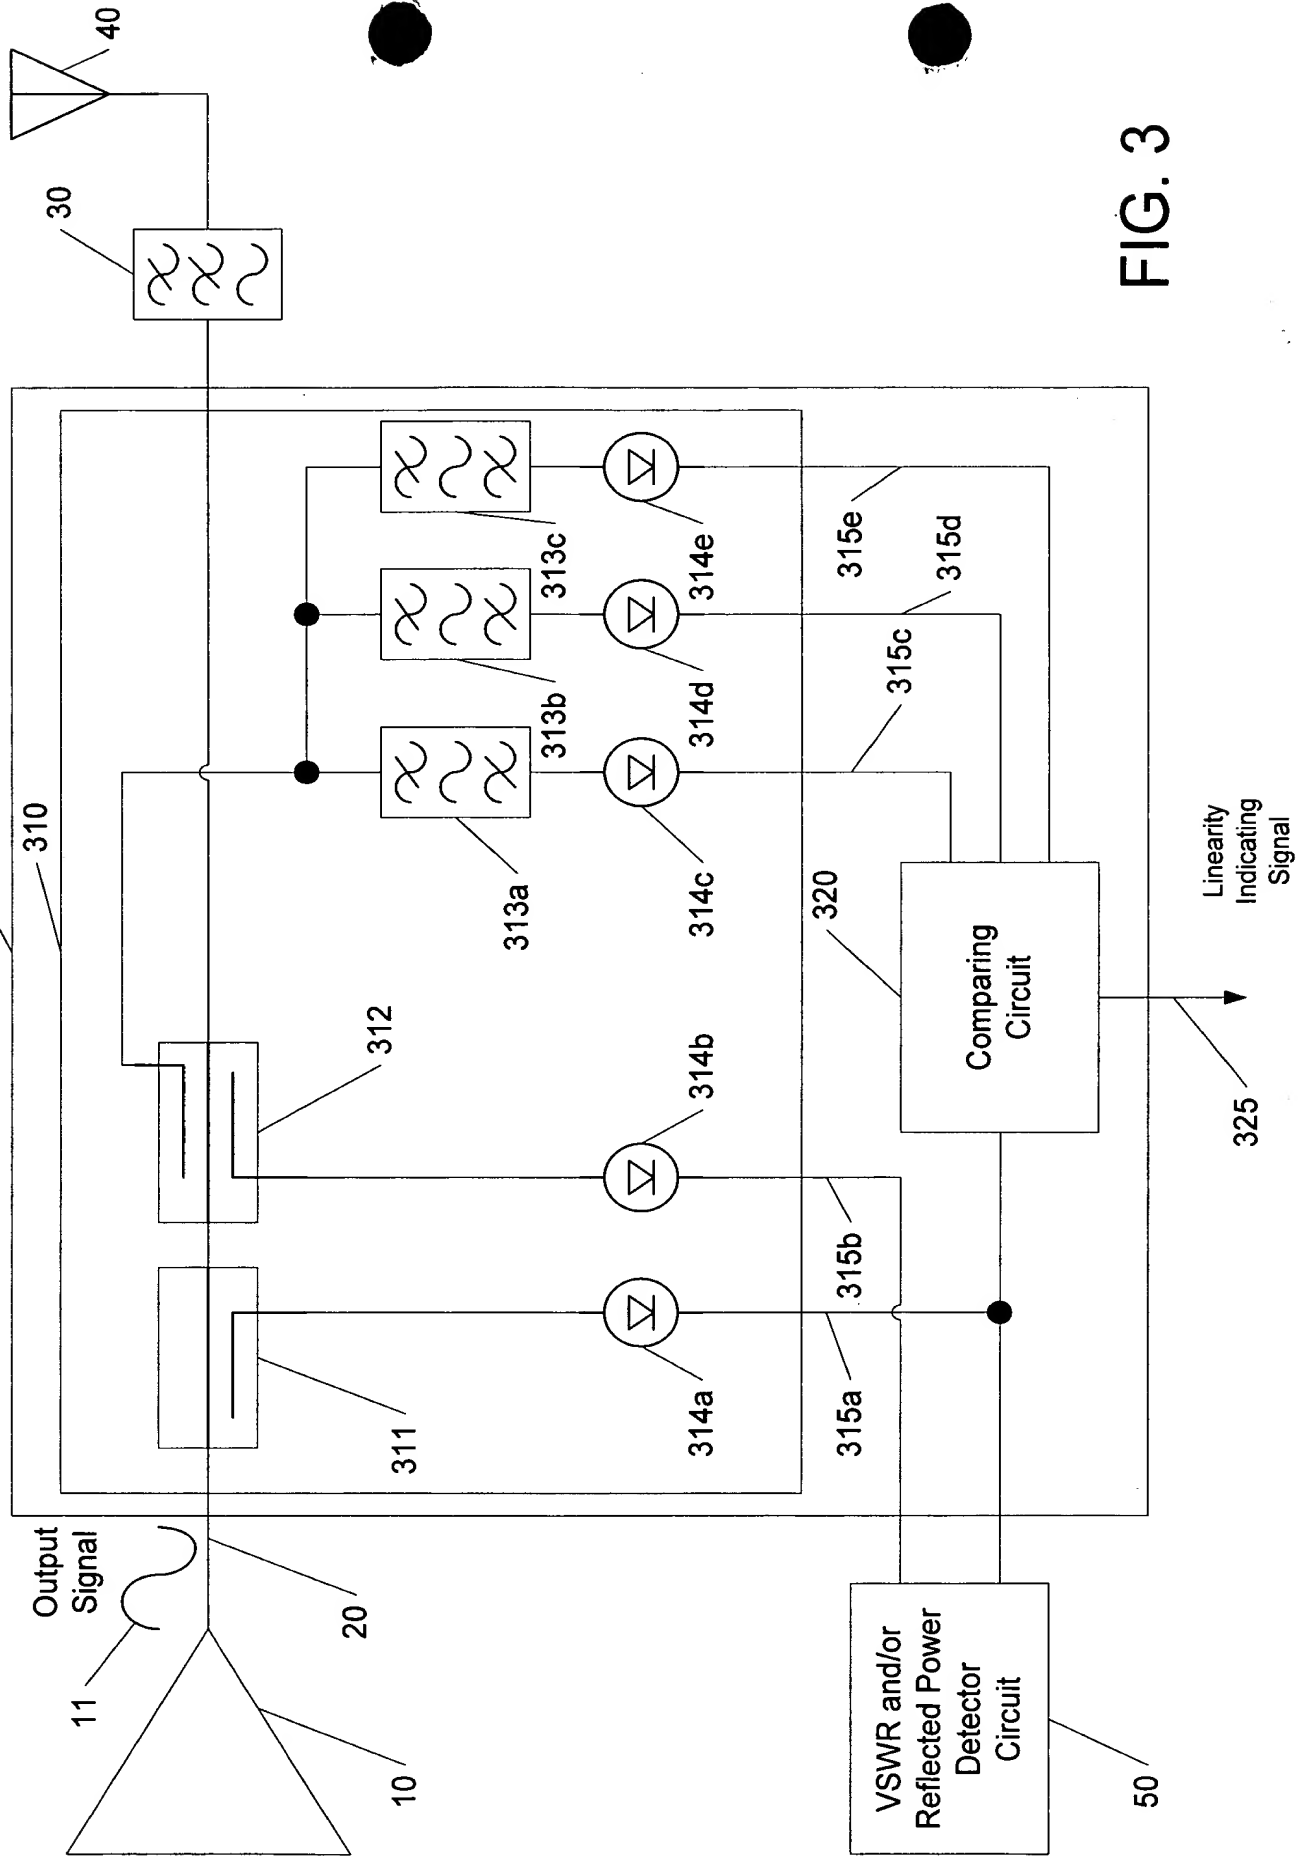 40
30
310
Output
Signal
11
20
10
311
312
313a
313b
313c
314a
314b
314c
314d
314e
315a
315b
315c
315d
315e
320
Comparing
Circuit
325
Linearity
Indicating
Signal
VSWR and/or
Reflected Power
Detector
Circuit
50
FIG. 3